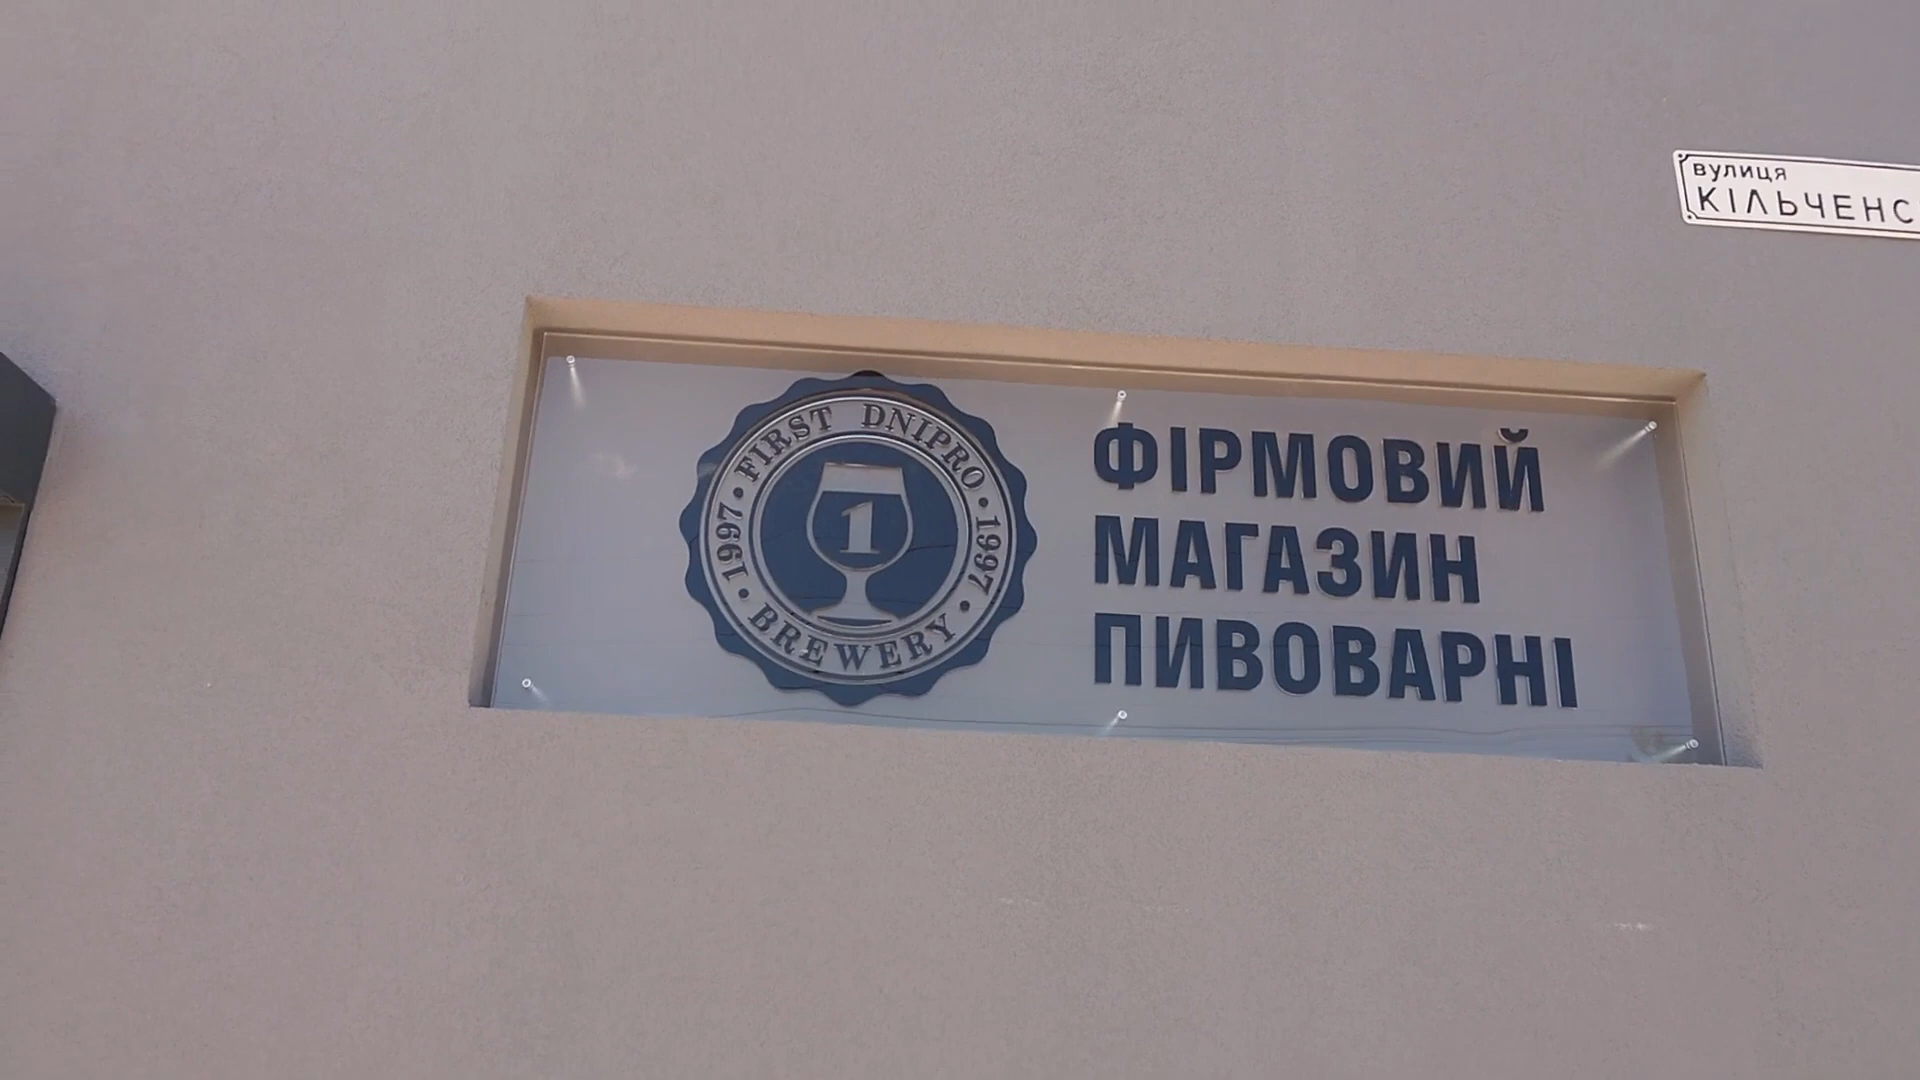 вулиця
КІЛЬЧЕНС
FIRST DNIPRO
1997
1
1997
BREWERY
ФІРМОВИЙ
МАГАЗИН
ПИВОВАРНІ